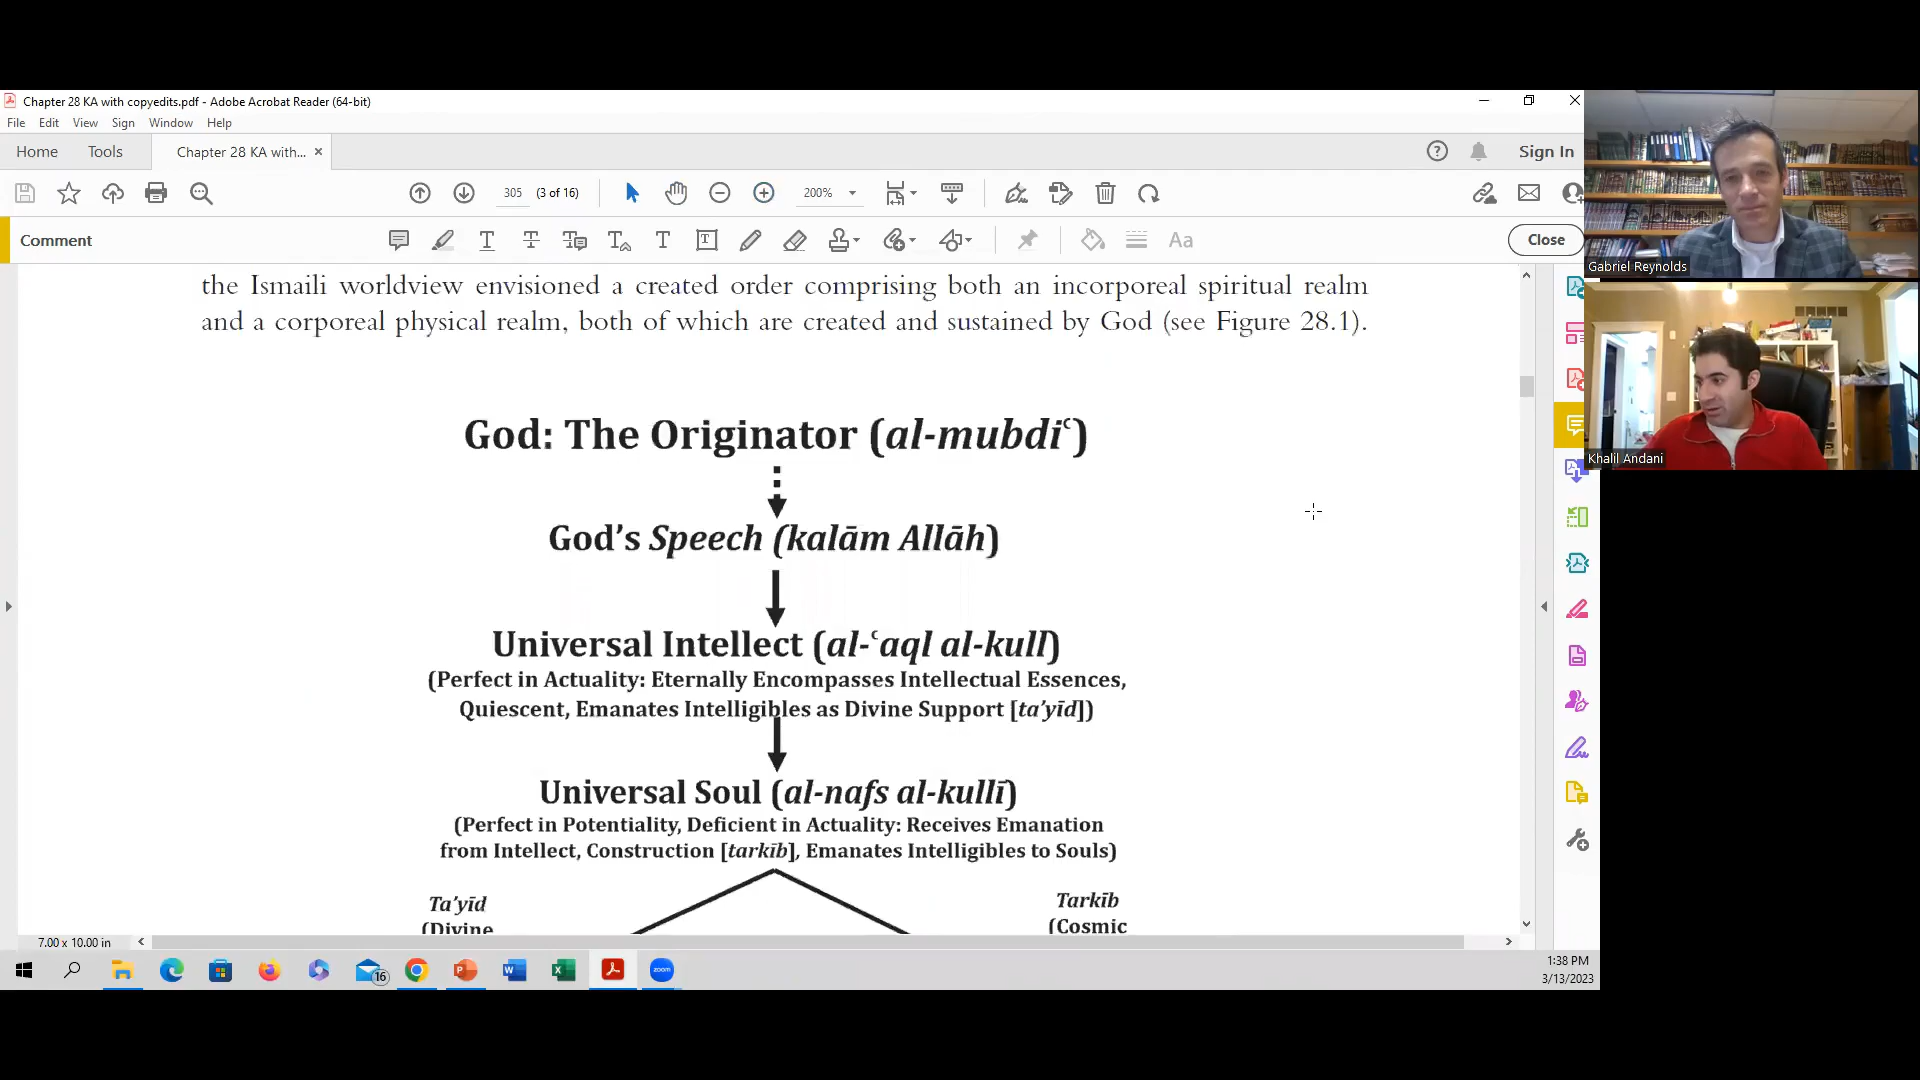 Chapter 28 KA with copyedits.pdf - Adobe Acrobat Reader (64-bit)
File Edit View Sign Window Help
Home Tools Chapter 28 KA with... × Sign In
305 (3 of 16) 200%
Comment Close
Gabriel Reynolds
Khalil Andani
the Ismaili worldview envisioned a created order comprising both an incorporeal spiritual realm
and a corporeal physical realm, both of which are created and sustained by God (see Figure 28.1).
God: The Originator (al-mubdiʿ)
God’s Speech (kalām Allāh)
Universal Intellect (al-ʿaql al-kull)
(Perfect in Actuality: Eternally Encompasses Intellectual Essences,
Quiescent, Emanates Intelligibles as Divine Support [ta’yīd])
Universal Soul (al-nafs al-kullī)
(Perfect in Potentiality, Deficient in Actuality: Receives Emanation
from Intellect, Construction [tarkīb], Emanates Intelligibles to Souls)
Ta’yīd
(Divine
Tarkīb
(Cosmic
7.00 x 10.00 in
16
zoom
1:38 PM
3/13/2023